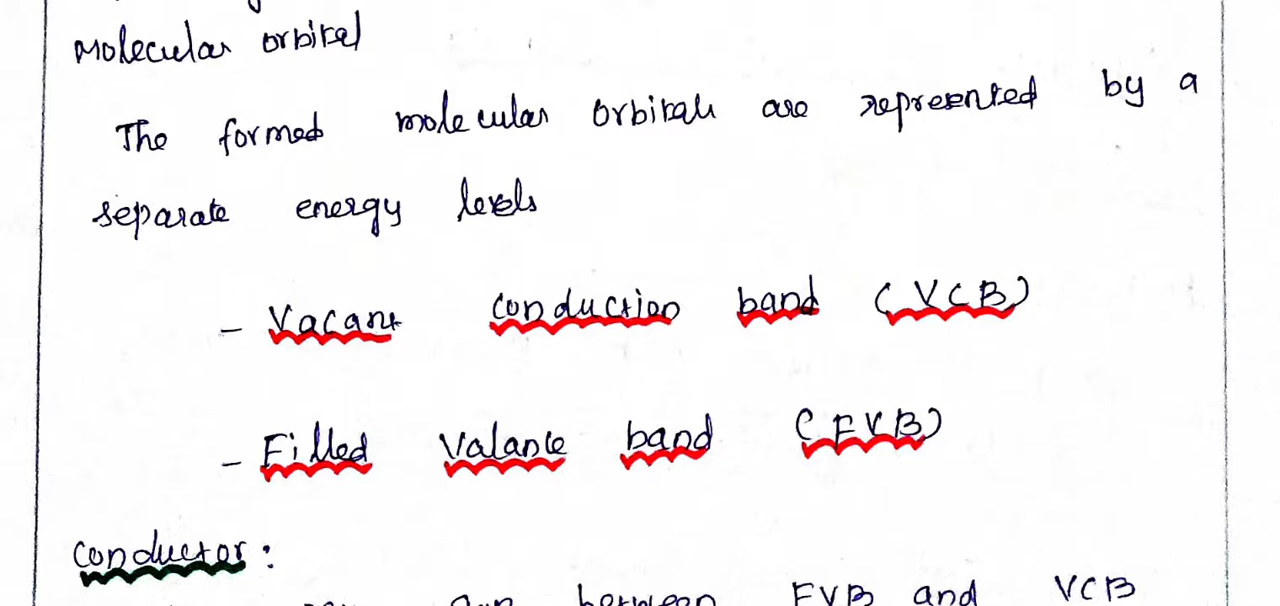 Molecular orbital
The formed molecular orbitals are represented by a
separate energy levels
- Vacant conduction band (VCB)
- Filled Valance band (FVB)
Conductor:
gap between FVB and VCB